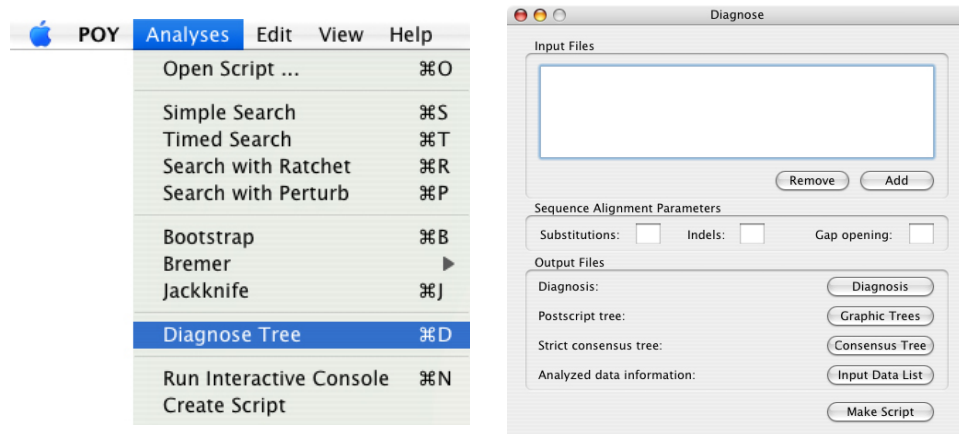 POY Analyses Edit View Help
Open Script ... ⌘O
Simple Search ⌘S
Timed Search ⌘T
Search with Ratchet ⌘R
Search with Perturb ⌘P
Bootstrap ⌘B
Bremer
Jackknife ⌘J
Diagnose Tree ⌘D
Run Interactive Console ⌘N
Create Script
Diagnose
Input Files
Remove Add
Sequence Alignment Parameters
Substitutions: Indels: Gap opening:
Output Files
Diagnosis: Diagnosis
Postscript tree: Graphic Trees
Strict consensus tree: Consensus Tree
Analyzed data information: Input Data List
Make Script